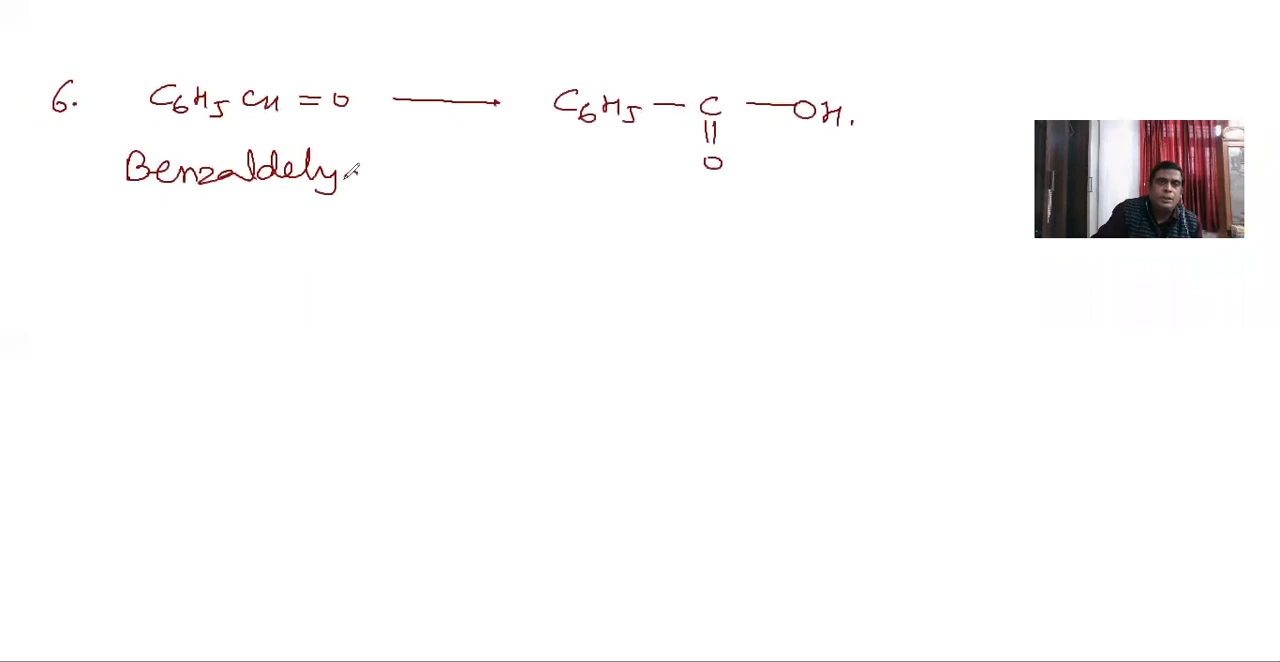 6. C6H5 CH = O ⟶ C6H5 — C — OH.
||
O
Benzaldehy